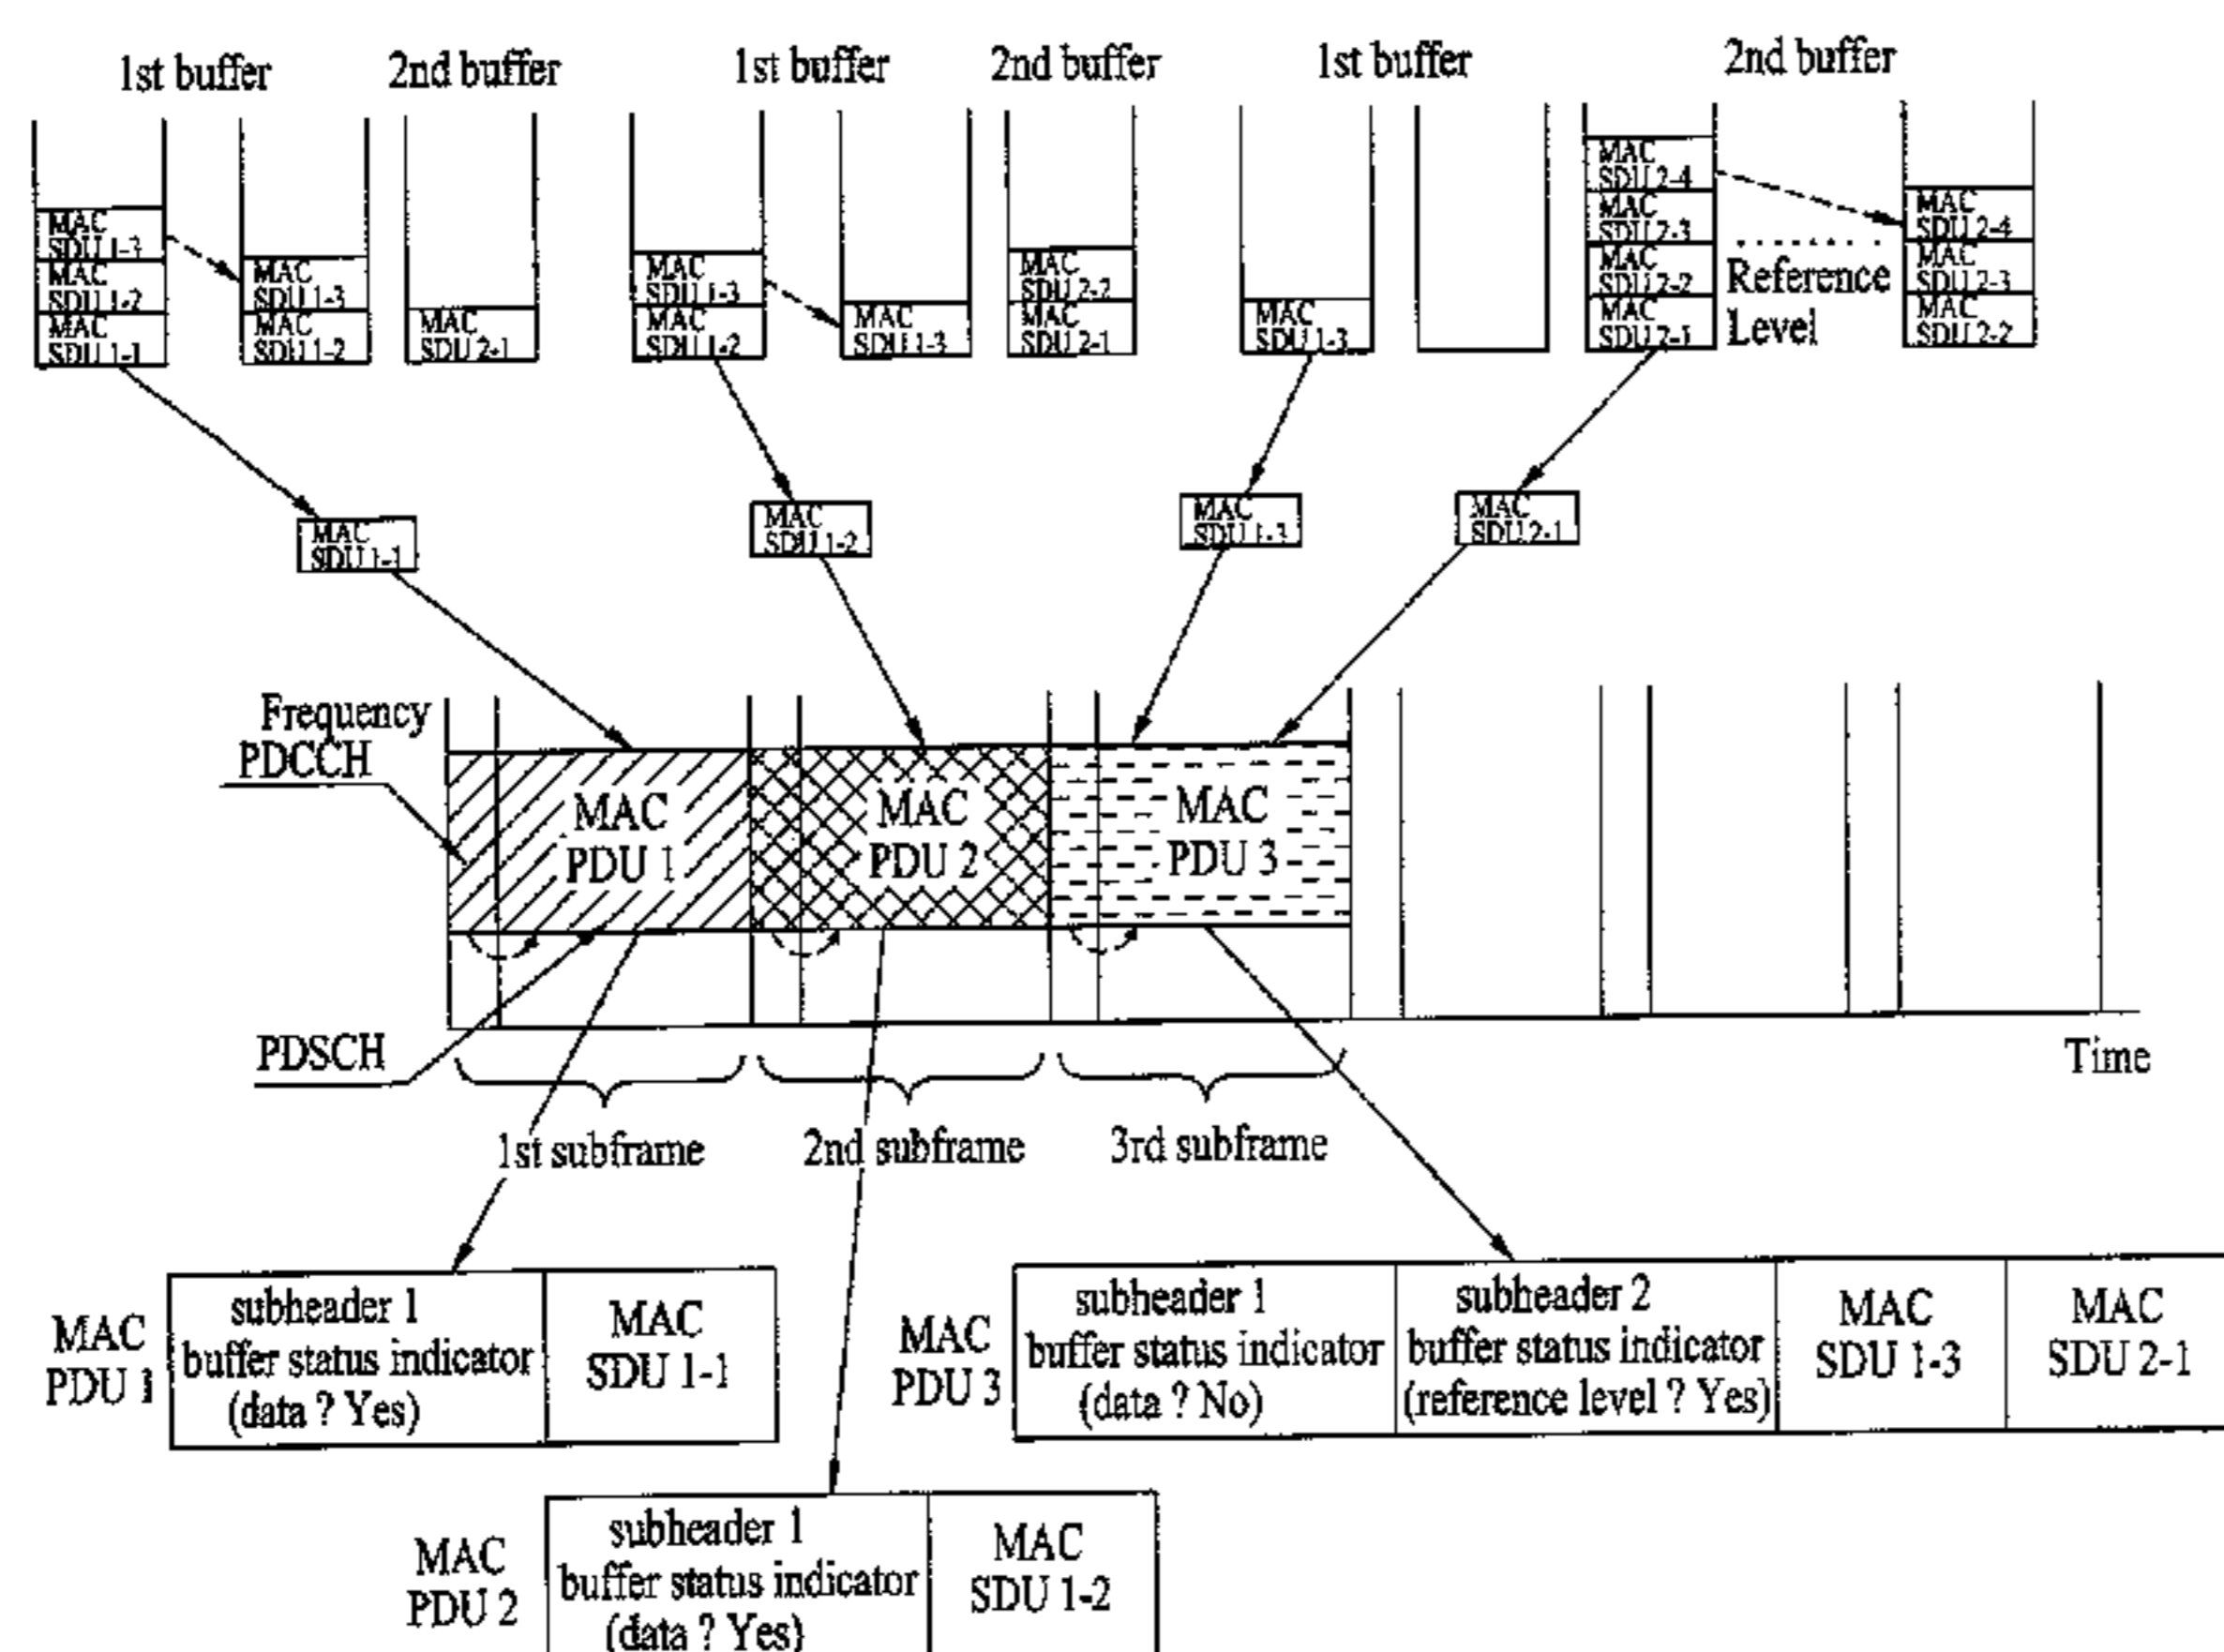 1st buffer
2nd buffer
1st buffer
2nd buffer
1st buffer
2nd buffer
MAC
SDU 1-3
MAC
SDU 1-2
MAC
SDU 1-1
MAC
SDU 1-3
MAC
SDU 1-2
MAC
SDU 2-1
MAC
SDU 1-3
MAC
SDU 1-2
MAC
SDU 1-3
MAC
SDU 2-2
MAC
SDU 2-1
MAC
SDU 1-3
MAC
SDU 2-4
MAC
SDU 2-3
MAC
SDU 2-2
MAC
SDU 2-1
Reference
Level
MAC
SDU 2-4
MAC
SDU 2-3
MAC
SDU 2-2
MAC
SDU 1-1
MAC
SDU 1-2
MAC
SDU 1-3
MAC
SDU 2-1
Frequency
PDCCH
MAC
PDU 1
MAC
PDU 2
MAC
PDU 3
PDSCH
Time
1st subframe
2nd subframe
3rd subframe
MAC
PDU 1
subheader 1
buffer status indicator
(data ? Yes)
MAC
SDU 1-1
MAC
PDU 3
subheader 1
buffer status indicator
(data ? No)
subheader 2
buffer status indicator
(reference level ? Yes)
MAC
SDU 1-3
MAC
SDU 2-1
MAC
PDU 2
subheader 1
buffer status indicator
(data ? Yes)
MAC
SDU 1-2